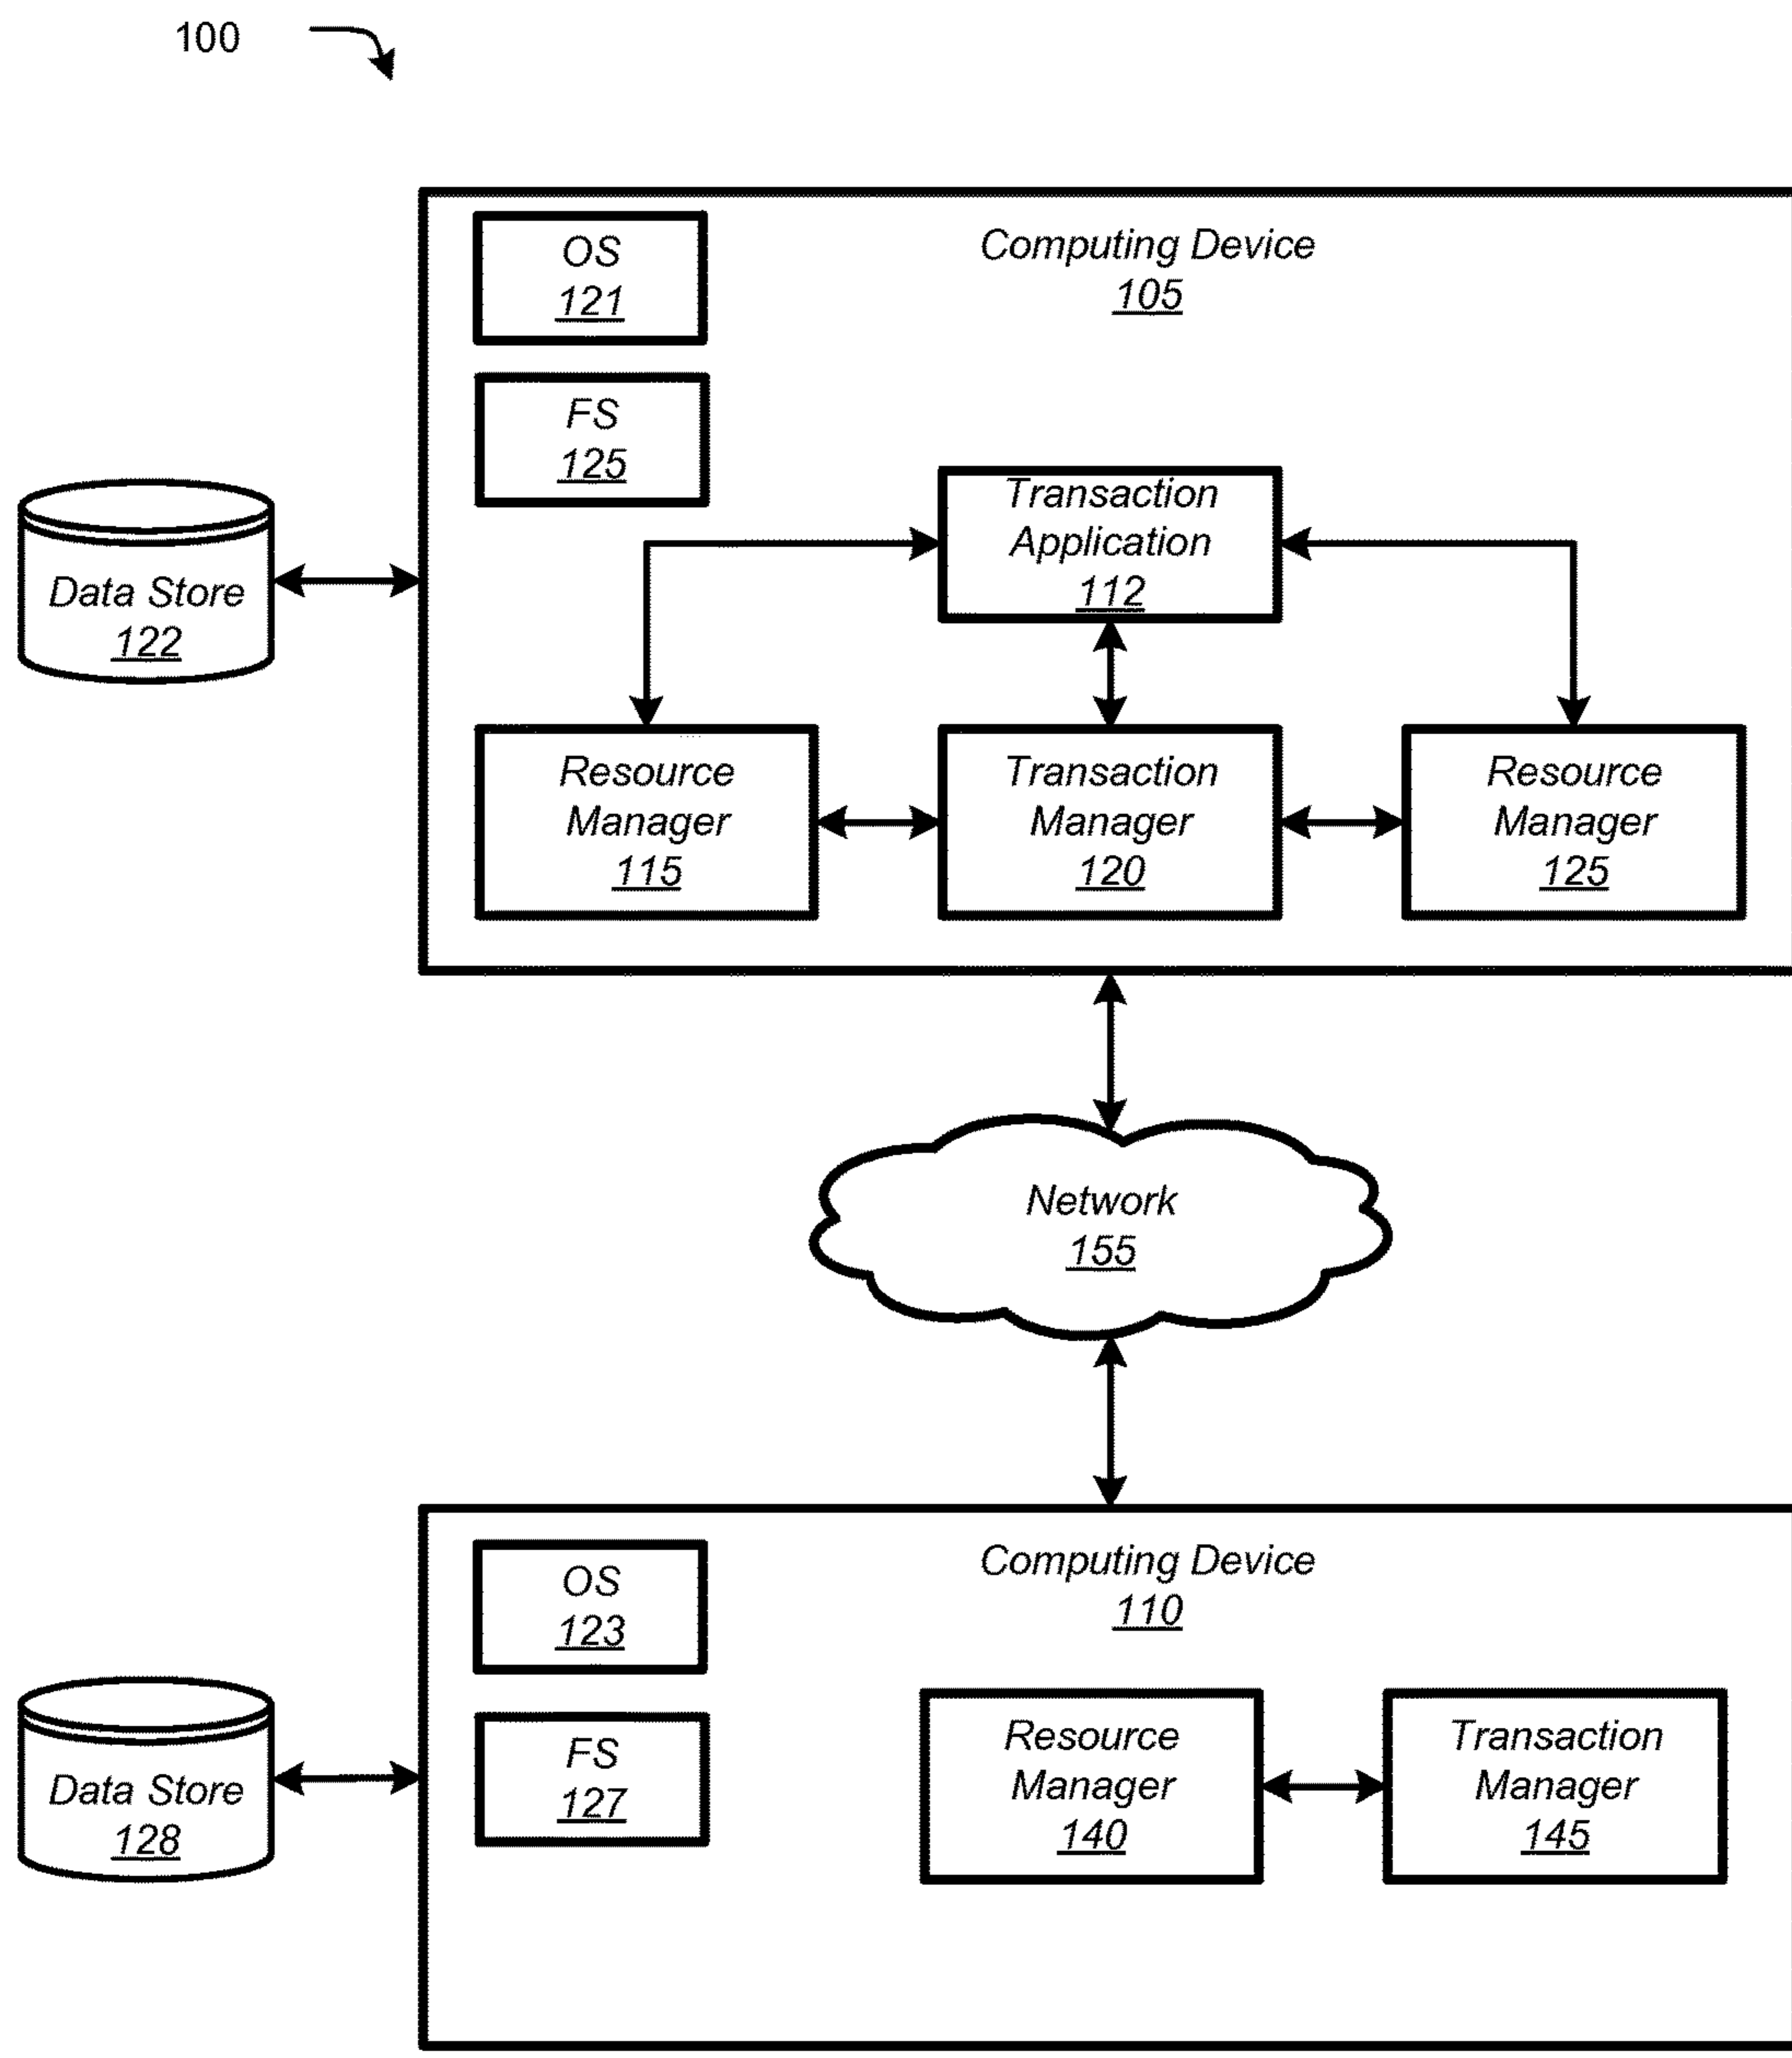 100
OS
121
Computing Device
105
FS
125
Transaction
Application
112
Data Store
122
Resource
Manager
115
Transaction
Manager
120
Resource
Manager
125
Network
155
OS
123
Computing Device
110
FS
127
Resource
Manager
140
Transaction
Manager
145
Data Store
128